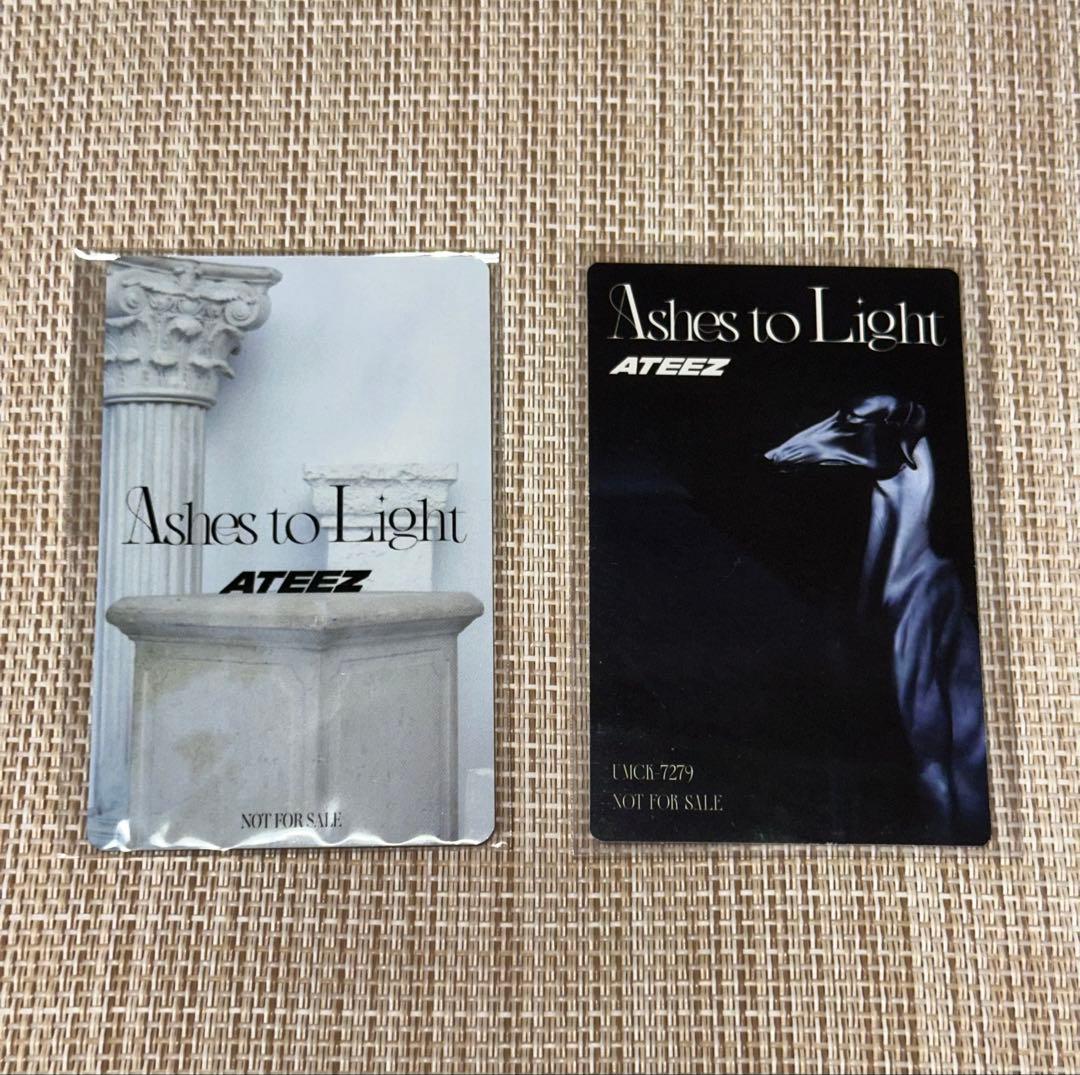 Ashes to Light
ATEEZ
NOT FOR SALE
Ashes to Light
ATEEZ
UMCK-7279
NOT FOR SALE